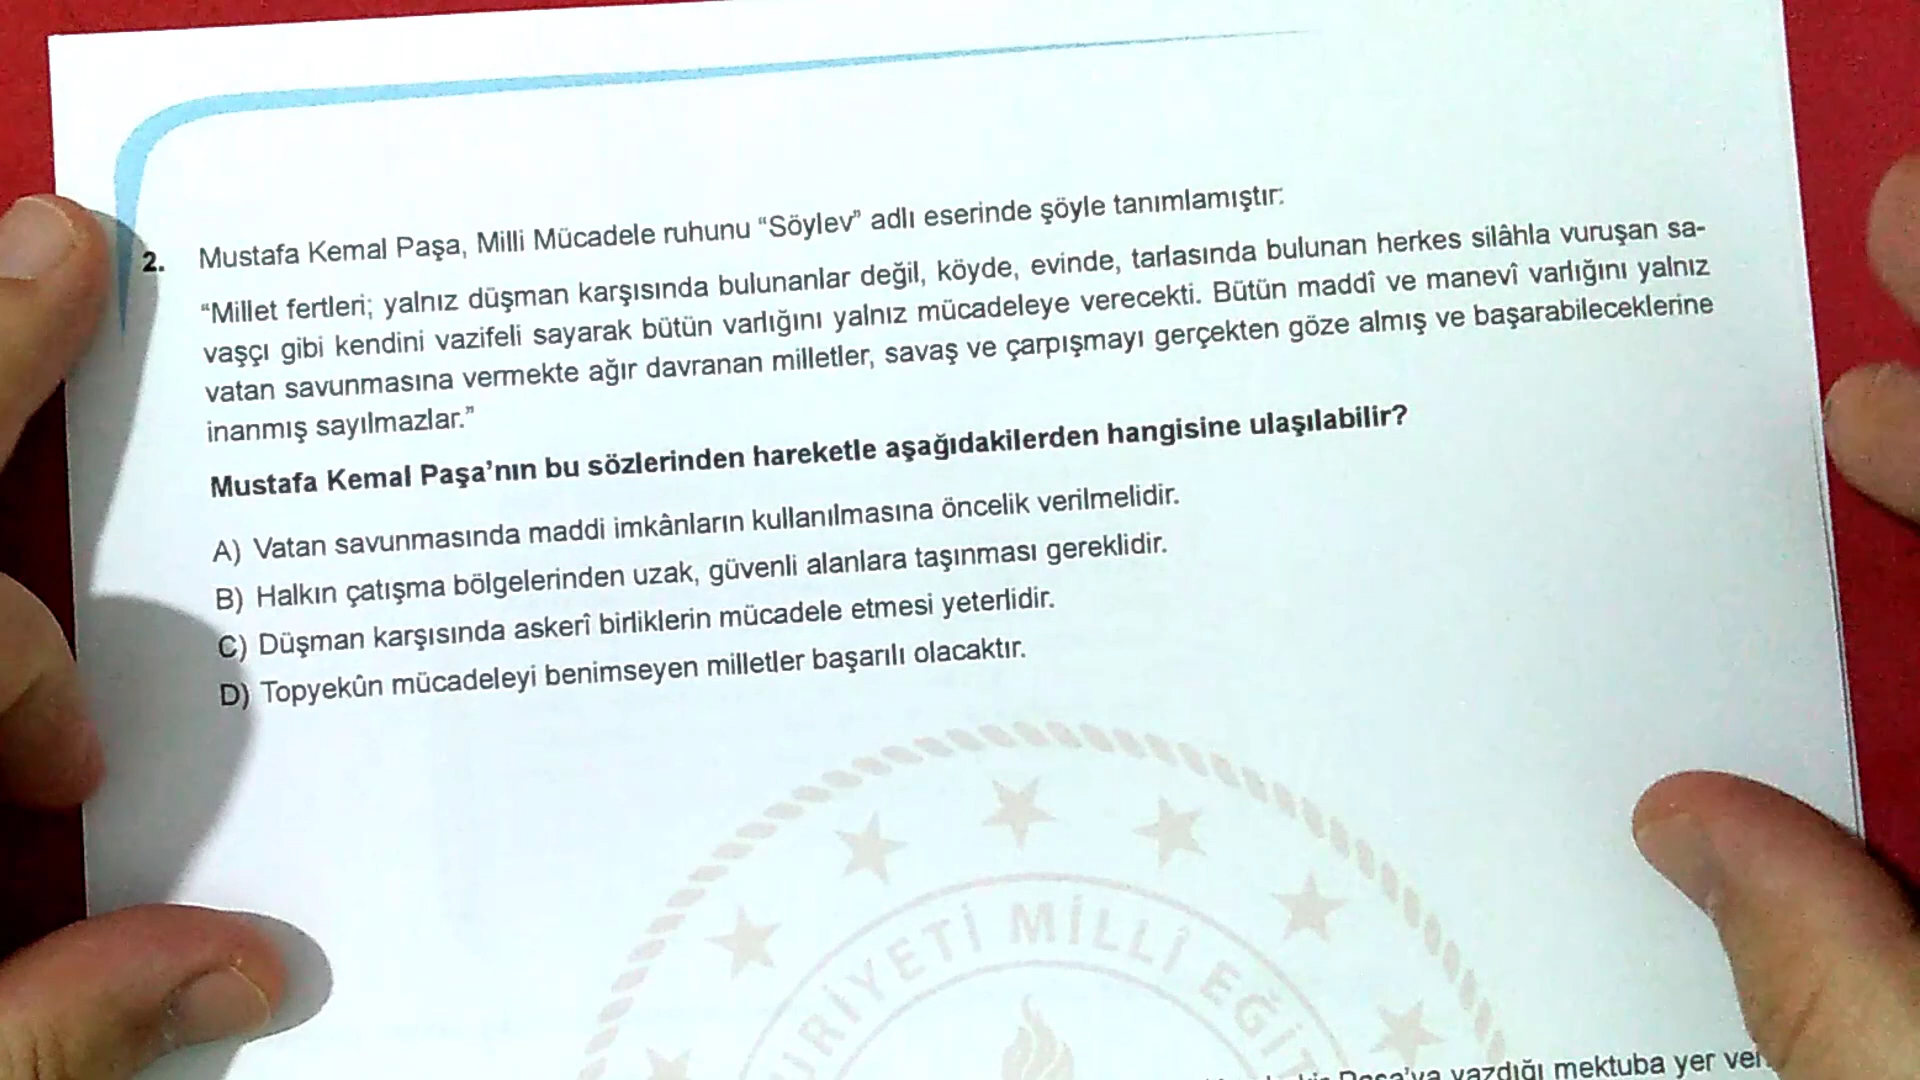 2. Mustafa Kemal Paşa, Milli Mücadele ruhunu “Söylev” adlı eserinde şöyle tanımlamıştır:
“Millet fertleri; yalnız düşman karşısında bulunanlar değil, köyde, evinde, tarlasında bulunan herkes silâhla vuruşan sa-
vaşçı gibi kendini vazifeli sayarak bütün varlığını yalnız mücadeleye verecekti. Bütün maddî ve manevî varlığını yalnız
vatan savunmasına vermekte ağır davranan milletler, savaş ve çarpışmayı gerçekten göze almış ve başarabileceklerine
inanmış sayılmazlar.”
Mustafa Kemal Paşa’nın bu sözlerinden hareketle aşağıdakilerden hangisine ulaşılabilir?
A) Vatan savunmasında maddi imkânların kullanılmasına öncelik verilmelidir.
B) Halkın çatışma bölgelerinden uzak, güvenli alanlara taşınması gereklidir.
C) Düşman karşısında askerî birliklerin mücadele etmesi yeterlidir.
D) Topyekûn mücadeleyi benimseyen milletler başarılı olacaktır.
MİLLÎ
yazdığı mektuba yer